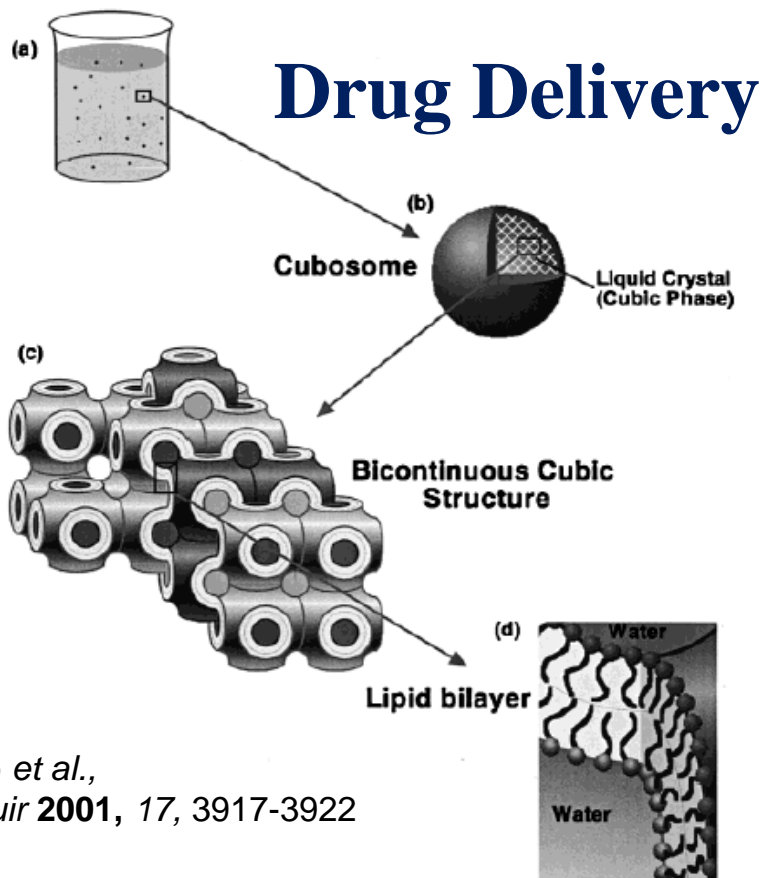 (a)
Drug Delivery
(b)
Cubosome
Liquid Crystal
(Cubic Phase)
(c)
Bicontinuous Cubic
Structure
(d)
Water
Lipid bilayer
Water
et al.,
uir 2001, 17, 3917-3922